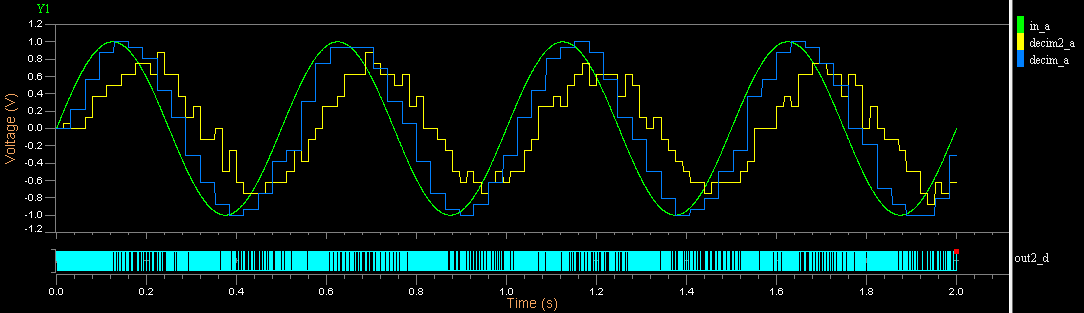 Y1
1.2
1.0
0.8
0.6
0.4
0.2
0.0
-0.2
-0.4
-0.6
-0.8
-1.0
-1.2
Voltage (V)
in_a
decim2_a
decim_a
out2_d
0.0 0.2 0.4 0.6 0.8 1.0 1.2 1.4 1.6 1.8 2.0
Time (s)